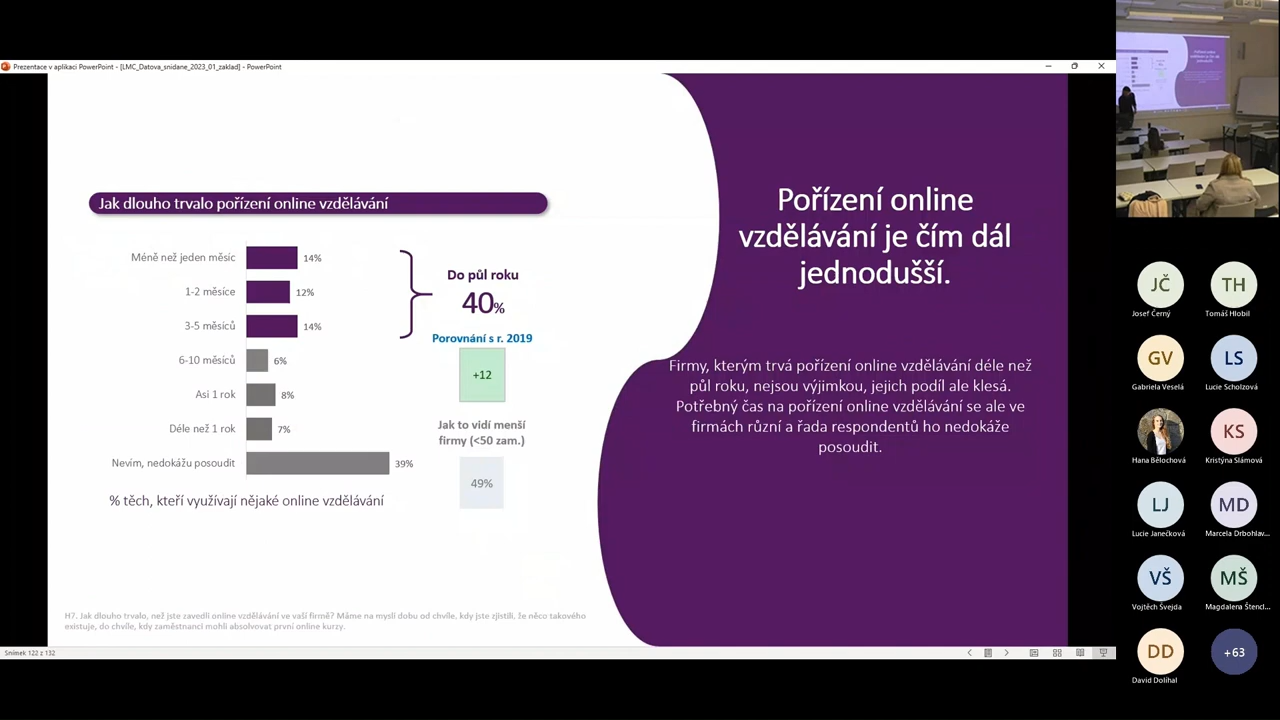 Prezentace v aplikaci PowerPoint - [LMC_Datova_snidane_2023_01_zaklad] - PowerPoint
Jak dlouho trvalo pořízení online vzdělávání
Méně než jeden měsíc 14%
1-2 měsíce 12%
3-5 měsíců 14%
6-10 měsíců 6%
Asi 1 rok 8%
Déle než 1 rok 7%
Nevím, nedokážu posoudit 39%
% těch, kteří využívají nějaké online vzdělávání
Do půl roku
40%
Porovnání s r. 2019
+12
Jak to vidí menší
firmy (<50 zam.)
49%
H7. Jak dlouho trvalo, než jste zavedli online vzdělávání ve vaší firmě? Máme na mysli dobu od chvíle, kdy jste zjistili, že něco takového
existuje, do chvíle, kdy zaměstnanci mohli absolvovat první online kurzy.
Pořízení online
vzdělávání je čím dál
jednodušší.
Firmy, kterým trvá pořízení online vzdělávání déle než
půl roku, nejsou výjimkou, jejich podíl ale klesá.
Potřebný čas na pořízení online vzdělávání se ale ve
firmách různí a řada respondentů ho nedokáže
posoudit.
Snímek 122 z 132
JČ TH
Josef Černý Tomáš Hlobil
GV LS
Gabriela Veselá Lucie Scholzová
KS
Hana Bělochová Kristýna Slámová
LJ MD
Lucie Janečková Marcela Drbohlav...
VŠ MŠ
Vojtěch Švejda Magdalena Štencl...
DD +63
David Dolíhal